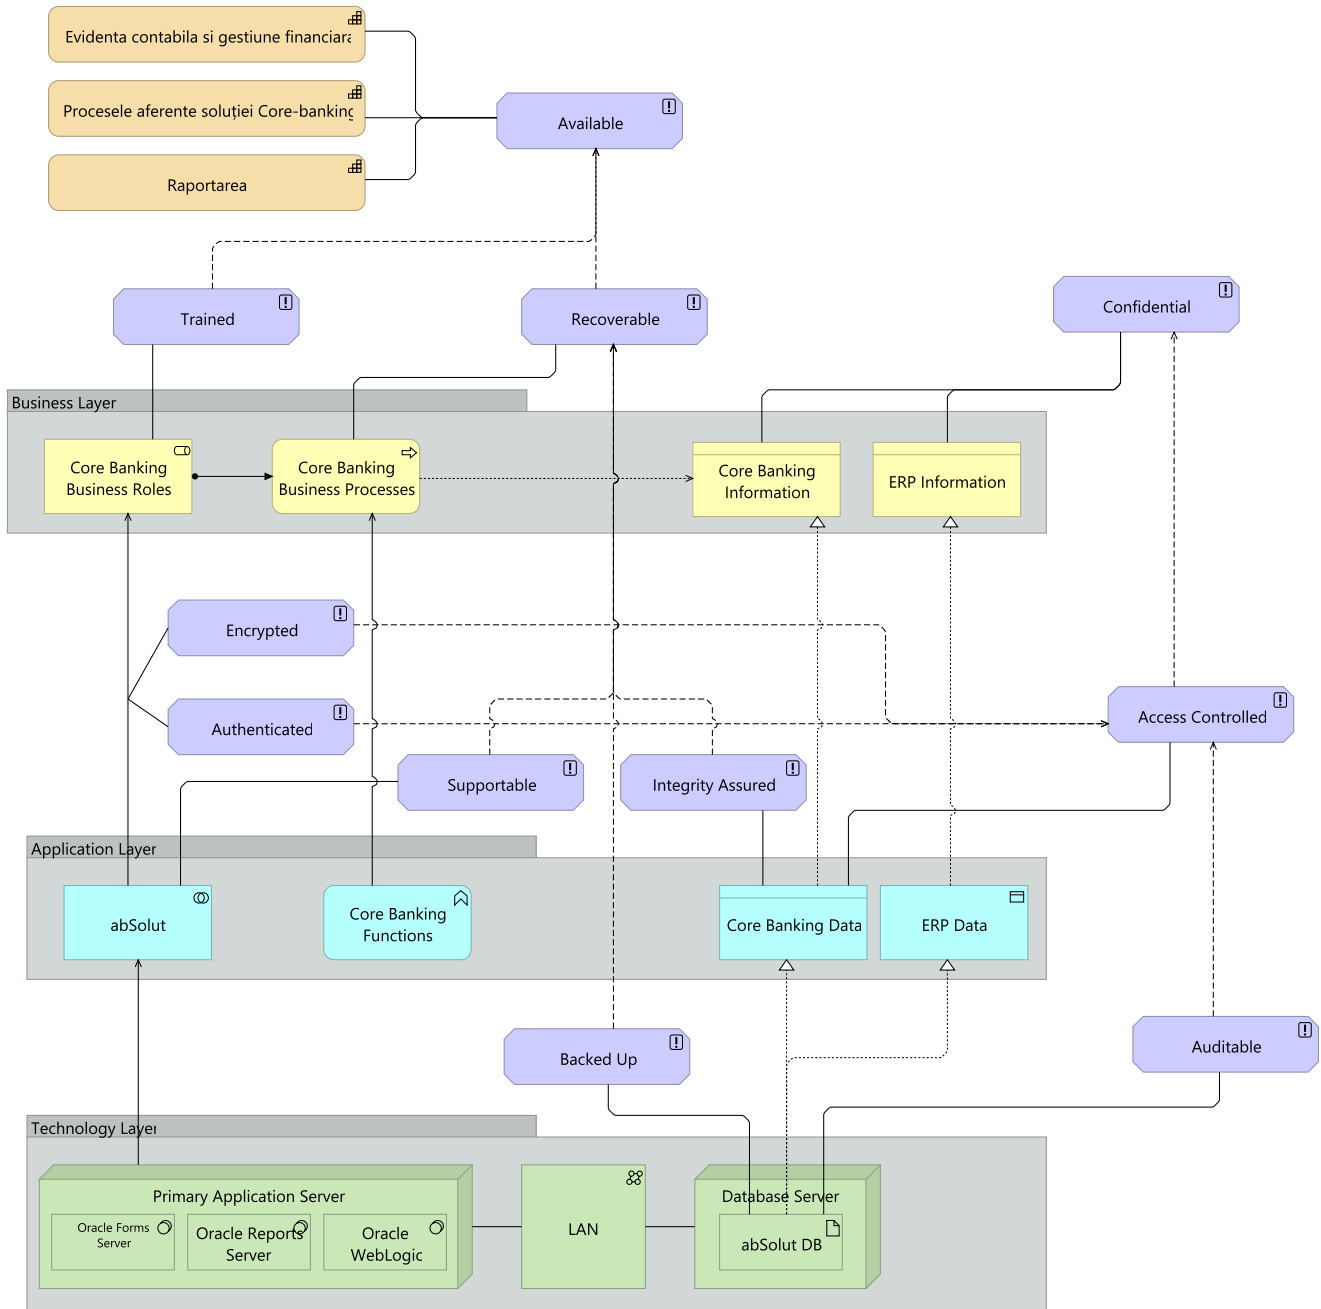 Evidenta contabila si gestiune financiara
Procesele aferente soluției Core-banking
Available
Raportarea
Trained
Recoverable
Confidential
Business Layer
Core Banking
Business Roles
Core Banking
Business Processes
Core Banking
Information
ERP Information
Encrypted
Authenticated
Access Controlled
Supportable
Integrity Assured
Application Layer
abSolut
Core Banking
Functions
Core Banking Data
ERP Data
Backed Up
Auditable
Technology Layer
Primary Application Server
Oracle Forms
Server
Oracle Reports
Server
Oracle
WebLogic
LAN
Database Server
abSolut DB